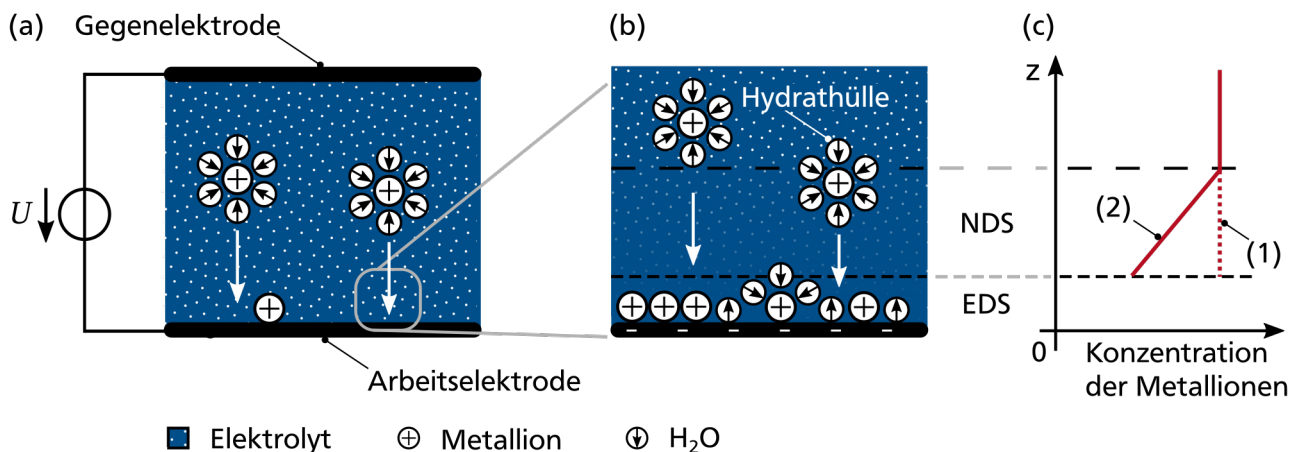 (a)
Gegenelektrode
U
Arbeitselektrode
(b)
Hydrathülle
NDS
EDS
(c)
z
(2)
(1)
0
Konzentration
der Metallionen
Elektrolyt
Metallion
H₂O